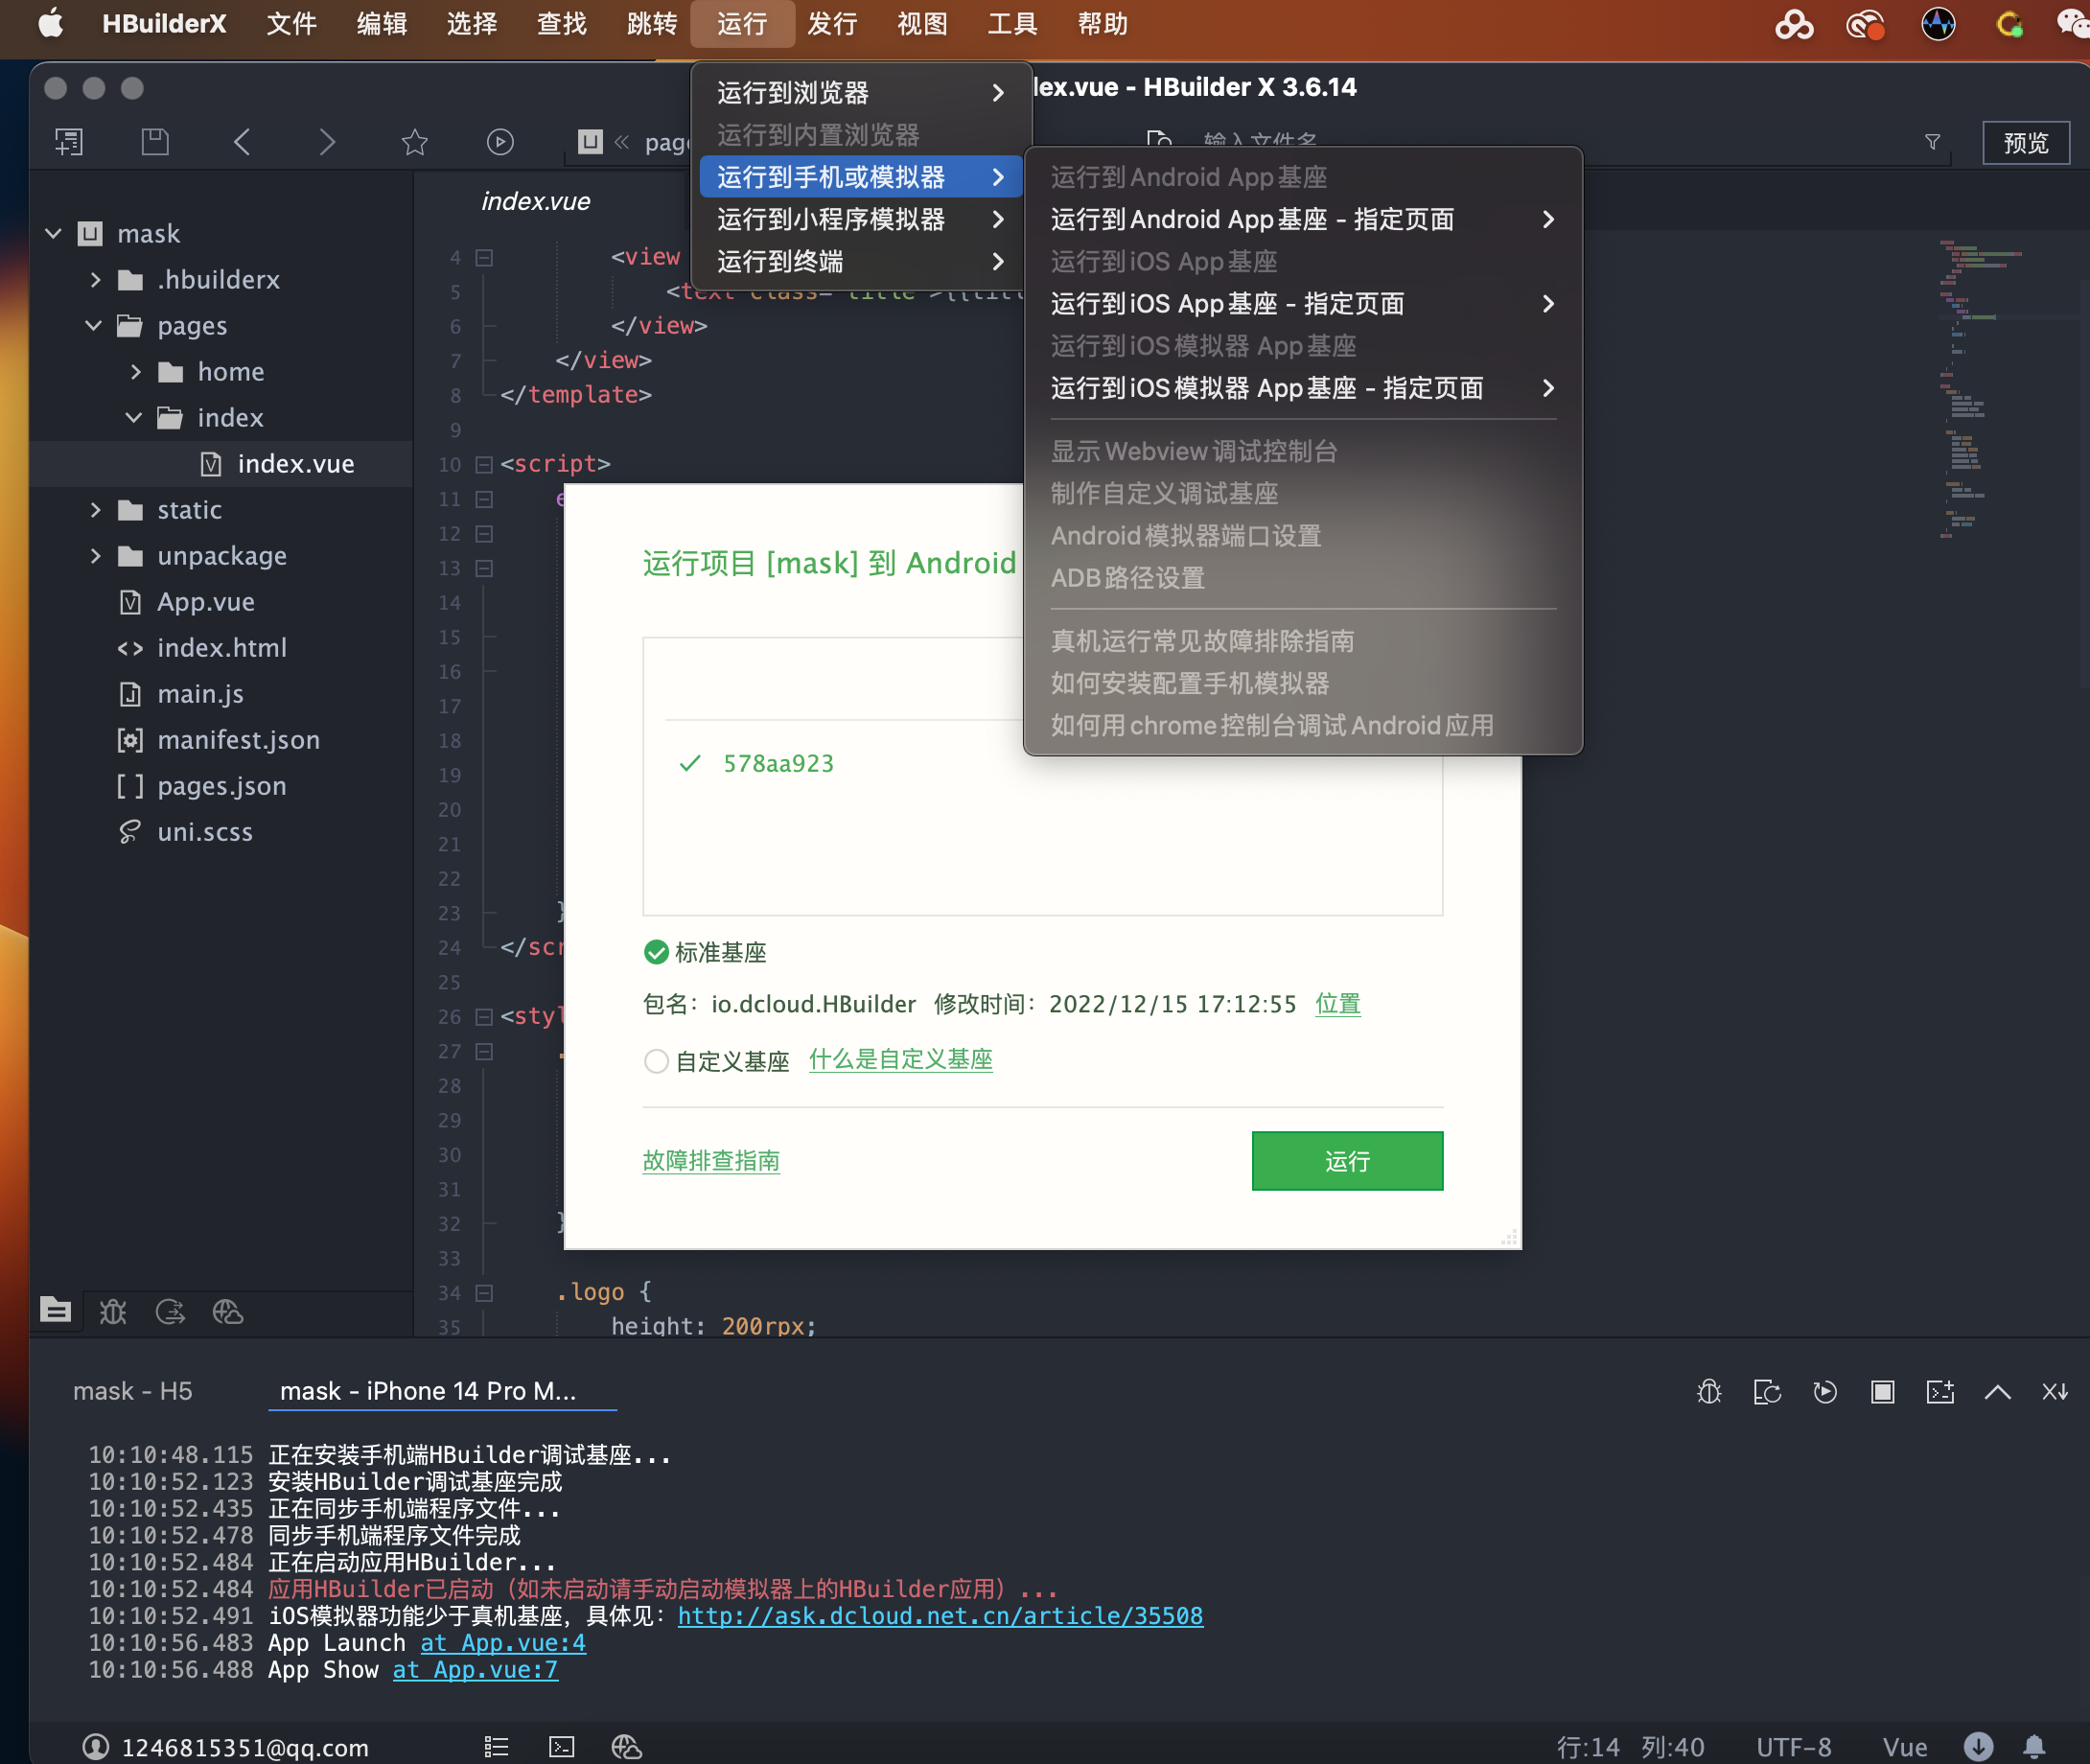 HBuilderX 文件 编辑 选择 查找 跳转 运行 发行 视图 工具 帮助
ex.vue - HBuilder X 3.6.14
输入文件名
预览
运行到浏览器
运行到内置浏览器
运行到手机或模拟器
运行到小程序模拟器
运行到终端
运行到Android App基座
运行到Android App基座 - 指定页面
运行到iOS App基座
运行到iOS App基座 - 指定页面
运行到iOS模拟器 App基座
运行到iOS模拟器 App基座 - 指定页面
显示Webview调试控制台
制作自定义调试基座
Android模拟器端口设置
ADB路径设置
真机运行常见故障排除指南
如何安装配置手机模拟器
如何用chrome控制台调试Android应用
mask
.hbuilderx
pages
home
index
index.vue
static
unpackage
App.vue
index.html
main.js
manifest.json
pages.json
uni.scss
index.vue
4 <view
5
6 </view>
7 </view>
8 </template>
9
10 <script>
11
12
13
14
15
16
17
18
19
20
21
22
23 }
24 </scr
25
26 <styl
27 .
28
29
30
31
32 }
33
34 .logo {
35 height: 200rpx;
运行项目 [mask] 到 Android
578aa923
标准基座
包名：io.dcloud.HBuilder 修改时间：2022/12/15 17:12:55 位置
自定义基座 什么是自定义基座
故障排查指南
运行
mask - H5 mask - iPhone 14 Pro M...
10:10:48.115 正在安装手机端HBuilder调试基座...
10:10:52.123 安装HBuilder调试基座完成
10:10:52.435 正在同步手机端程序文件...
10:10:52.478 同步手机端程序文件完成
10:10:52.484 正在启动应用HBuilder...
10:10:52.484 应用HBuilder已启动（如未启动请手动启动模拟器上的HBuilder应用）...
10:10:52.491 iOS模拟器功能少于真机基座，具体见：http://ask.dcloud.net.cn/article/35508
10:10:56.483 App Launch at App.vue:4
10:10:56.488 App Show at App.vue:7
1246815351@qq.com
行:14 列:40 UTF-8 Vue